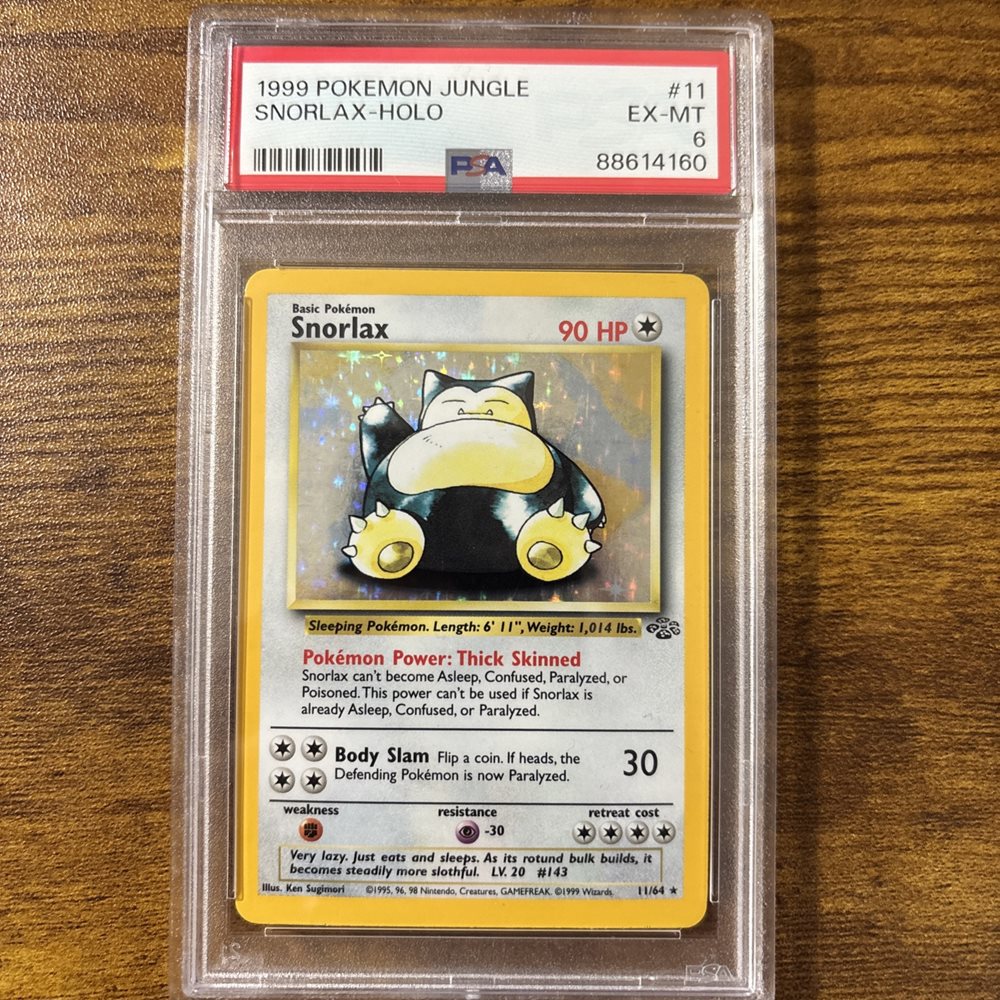 1999 POKEMON JUNGLE #11
SNORLAX-HOLO EX-MT
6
PSA 88614160
Basic Pokémon
Snorlax 90 HP
Sleeping Pokémon. Length: 6' 11", Weight: 1,014 lbs.
Pokémon Power: Thick Skinned
Snorlax can't become Asleep, Confused, Paralyzed, or
Poisoned. This power can't be used if Snorlax is
already Asleep, Confused, or Paralyzed.
Body Slam Flip a coin. If heads, the
Defending Pokémon is now Paralyzed.
30
weakness resistance retreat cost
-30
Very lazy. Just eats and sleeps. As its rotund bulk builds, it
becomes steadily more slothful. LV. 20 #143
Illus. Ken Sugimori ©1995, 96, 98 Nintendo, Creatures, GAMEFREAK. ©1999 Wizards. 11/64
PSA